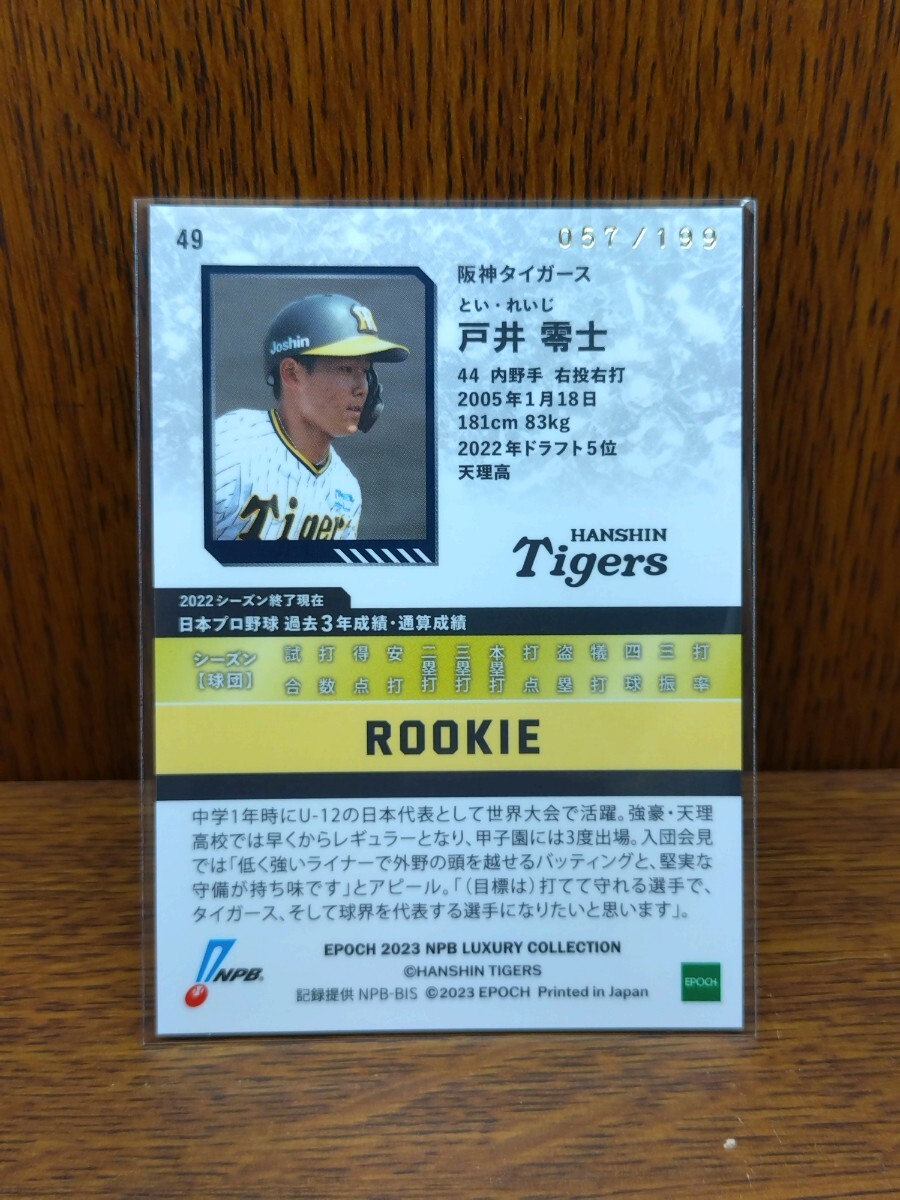 49
057/199
阪神タイガース
とい・れいじ
戸井 零士
44 内野手 右投右打
2005年1月18日
181cm 83kg
2022年ドラフト5位
天理高
Joshin
H
Tigers
HANSHIN
Tigers
2022シーズン終了現在
日本プロ野球 過去3年成績・通算成績
シーズン【球団】 試合 打数 得点 安打 二塁打 三塁打 本塁打 打点 盗塁 犠打 四球 三振 打率
ROOKIE
中学1年時にU-12の日本代表として世界大会で活躍。強豪・天理
高校では早くからレギュラーとなり、甲子園には3度出場。入団会見
では「低く強いライナーで外野の頭を越せるバッティングと、堅実な
守備が持ち味です」とアピール。「（目標は）打てて守れる選手で、
タイガース、そして球界を代表する選手になりたいと思います」。
EPOCH 2023 NPB LUXURY COLLECTION
©HANSHIN TIGERS
記録提供 NPB-BIS ©2023 EPOCH Printed in Japan
NPB
EPOCH